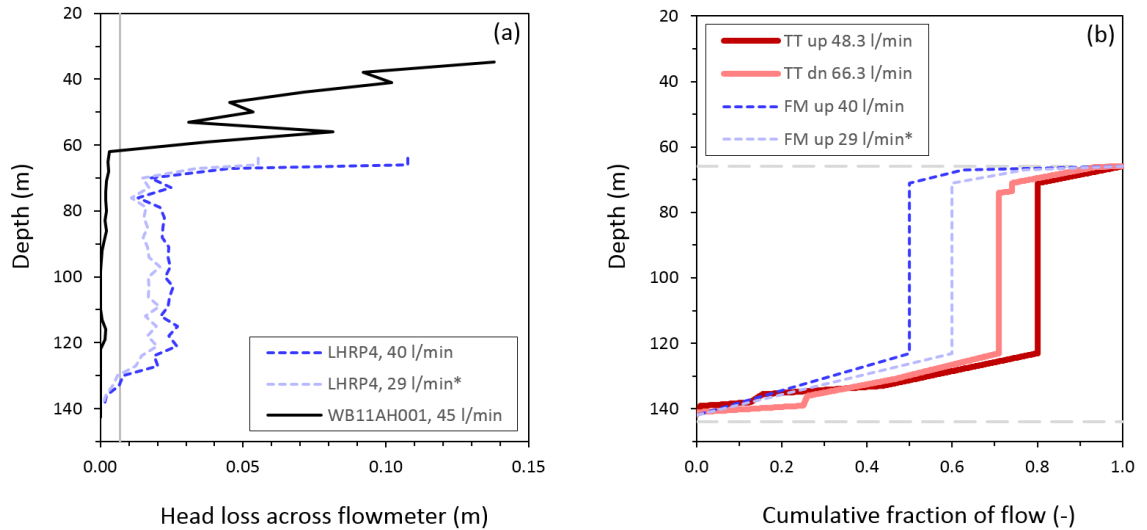 (a)
20
40
60
80
100
120
140
Depth (m)
LHRP4, 40 l/min
LHRP4, 29 l/min*
WB11AH001, 45 l/min
0.00
0.05
0.10
0.15
Head loss across flowmeter (m)
(b)
20
40
60
80
100
120
140
Depth (m)
TT up 48.3 l/min
TT dn 66.3 l/min
FM up 40 l/min
FM up 29 l/min*
0.0
0.2
0.4
0.6
0.8
1.0
Cumulative fraction of flow (-)